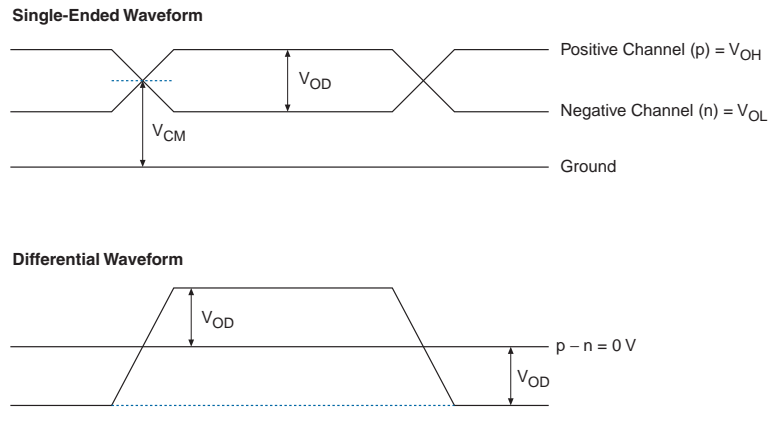 Single-Ended Waveform
Positive Channel (p) = VOH
VOD
Negative Channel (n) = VOL
VCM
Ground
Differential Waveform
VOD
p − n = 0 V
VOD